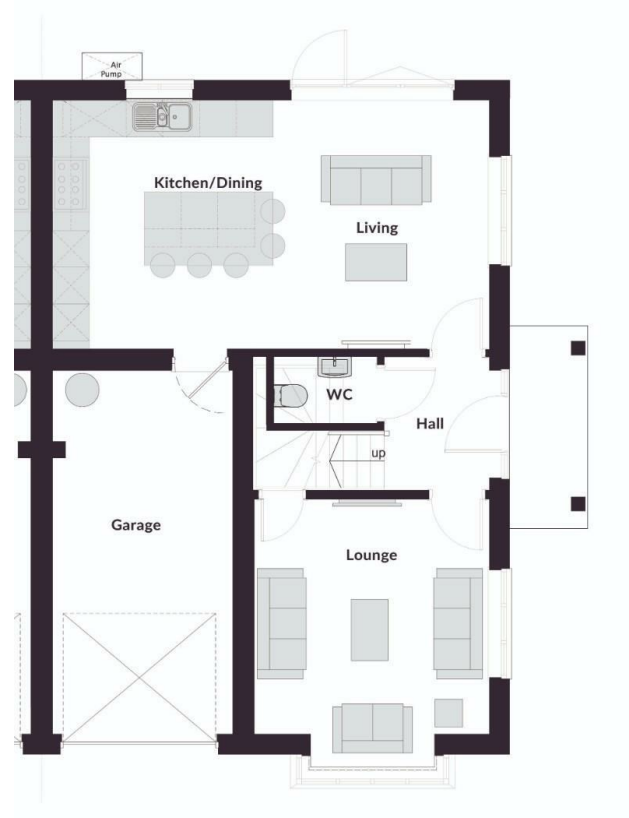 Air
Pump
Kitchen/Dining
Living
WC
Hall
up
Garage
Lounge